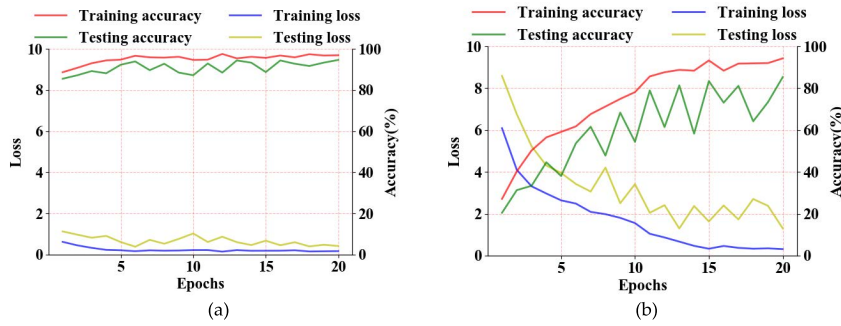 Training accuracy Training loss
Testing accuracy Testing loss
10 100
8 80
6 60
4 40
2 20
0 0
5 10 15 20
Loss
Accuracy(%)
Epochs
(a)
Training accuracy Training loss
Testing accuracy Testing loss
10 100
8 80
6 60
4 40
2 20
0 0
5 10 15 20
Loss
Accuracy(%)
Epochs
(b)